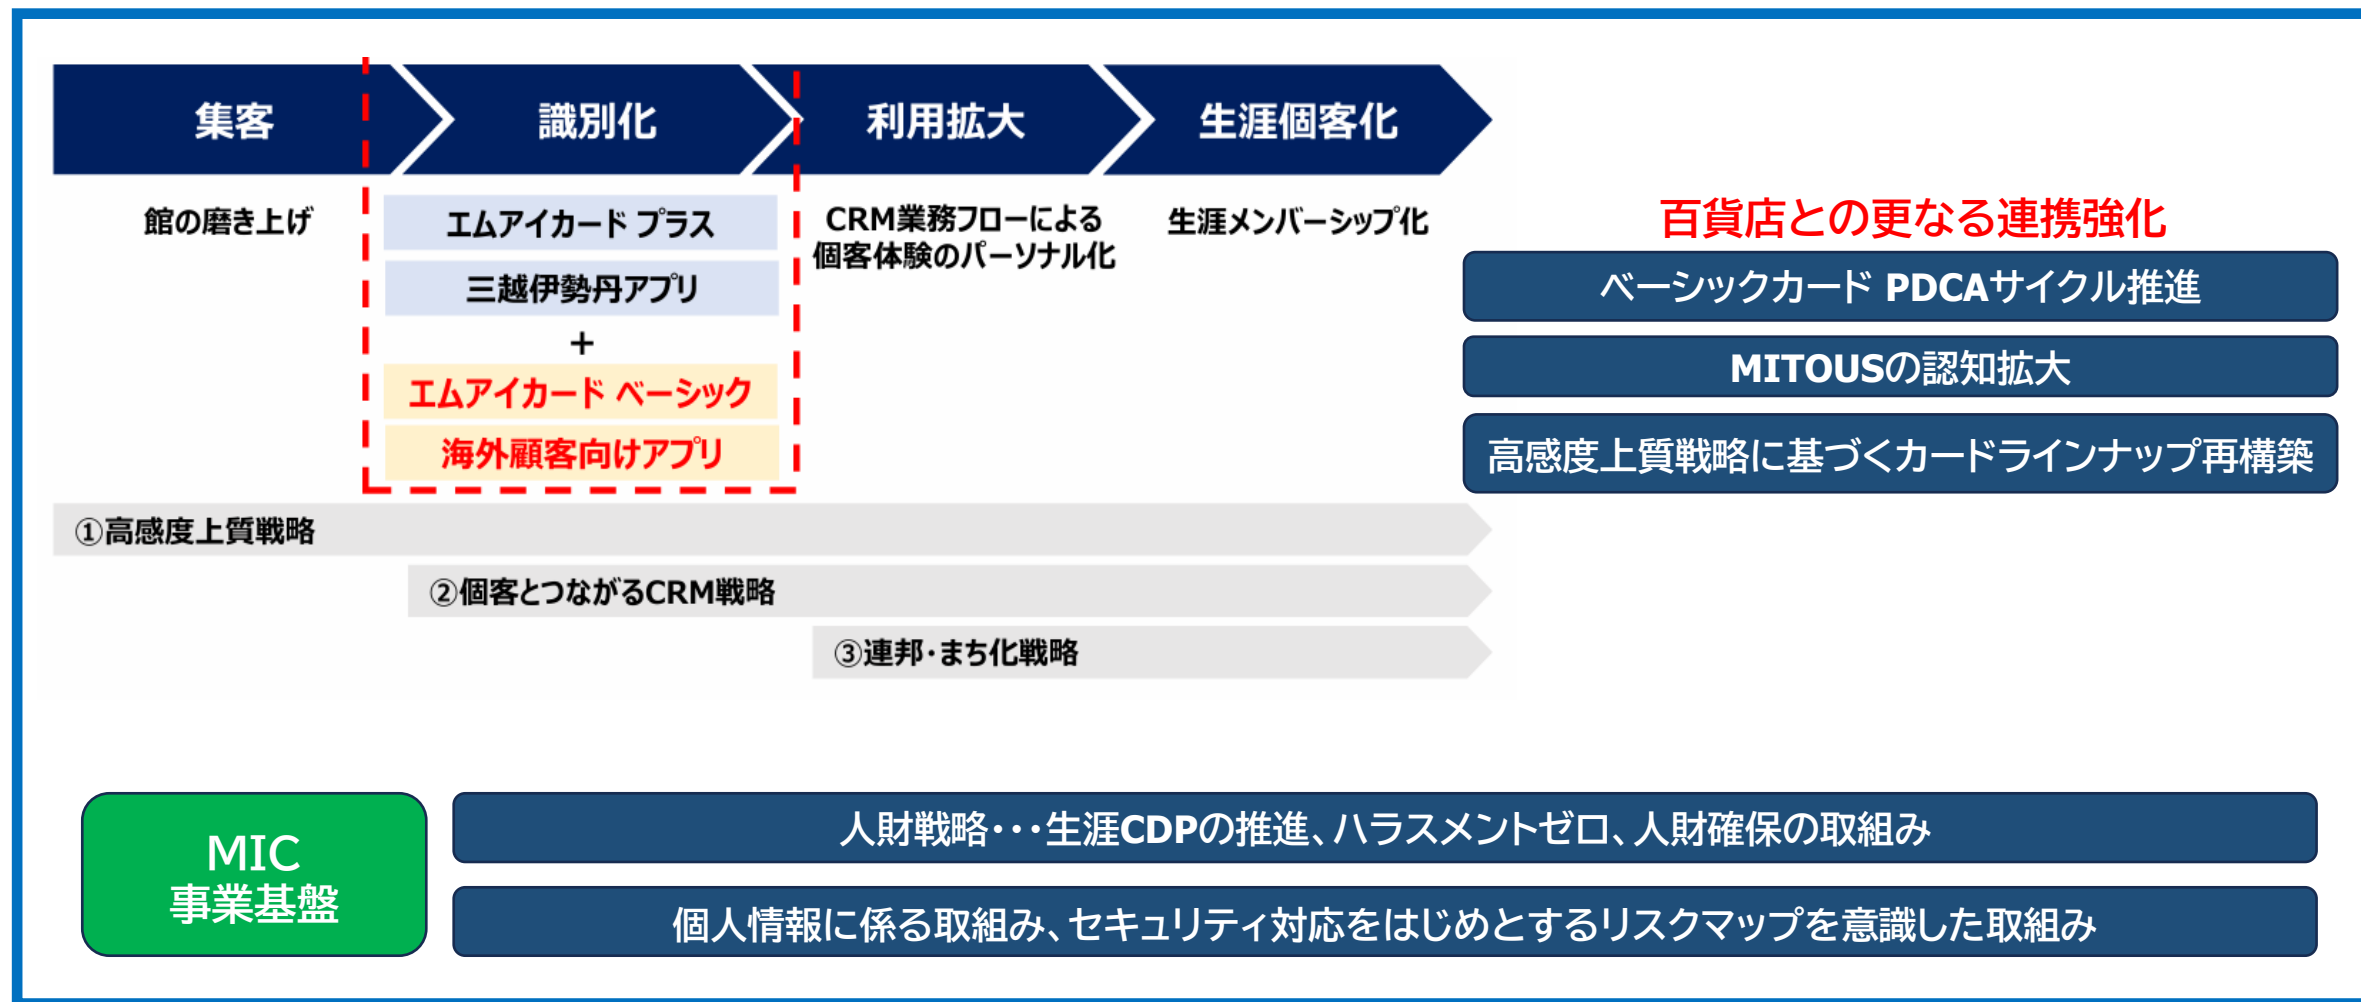 集客
識別化
利用拡大
生涯個客化
館の磨き上げ
エムアイカード プラス
三越伊勢丹アプリ
+
エムアイカード ベーシック
海外顧客向けアプリ
CRM業務フローによる
個客体験のパーソナル化
生涯メンバーシップ化
百貨店との更なる連携強化
ベーシックカード PDCAサイクル推進
MITOUSの認知拡大
高感度上質戦略に基づくカードラインナップ再構築
①高感度上質戦略
②個客とつながるCRM戦略
③連邦・まち化戦略
MIC
事業基盤
人財戦略・・・生涯CDPの推進、ハラスメントゼロ、人財確保の取組み
個人情報に係る取組み、セキュリティ対応をはじめとするリスクマップを意識した取組み